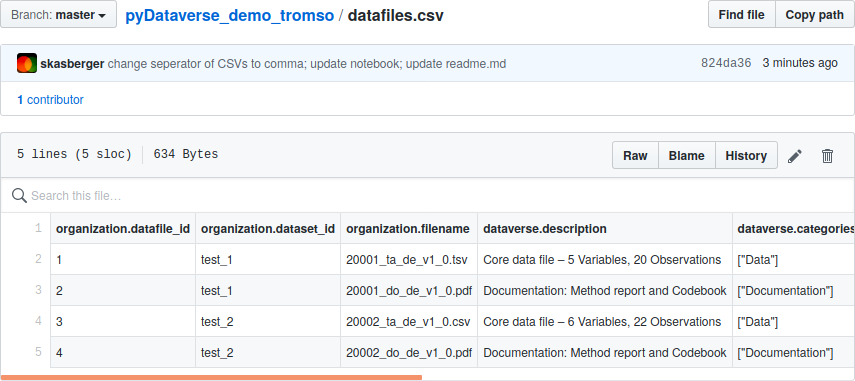 Branch: master pyDataverse_demo_tromso / datafiles.csv Find file Copy path
skasberger change seperator of CSVs to comma; update notebook; update readme.md 824da36 3 minutes ago
1 contributor
5 lines (5 sloc) 634 Bytes Raw Blame History
Search this file…
1 organization.datafile_id organization.dataset_id organization.filename dataverse.description dataverse.categories
2 1 test_1 20001_ta_de_v1_0.tsv Core data file – 5 Variables, 20 Observations ["Data"]
3 2 test_1 20001_do_de_v1_0.pdf Documentation: Method report and Codebook ["Documentation"]
4 3 test_2 20002_ta_de_v1_0.csv Core data file – 6 Variables, 22 Observations ["Data"]
5 4 test_2 20002_do_de_v1_0.pdf Documentation: Method report and Codebook ["Documentation"]